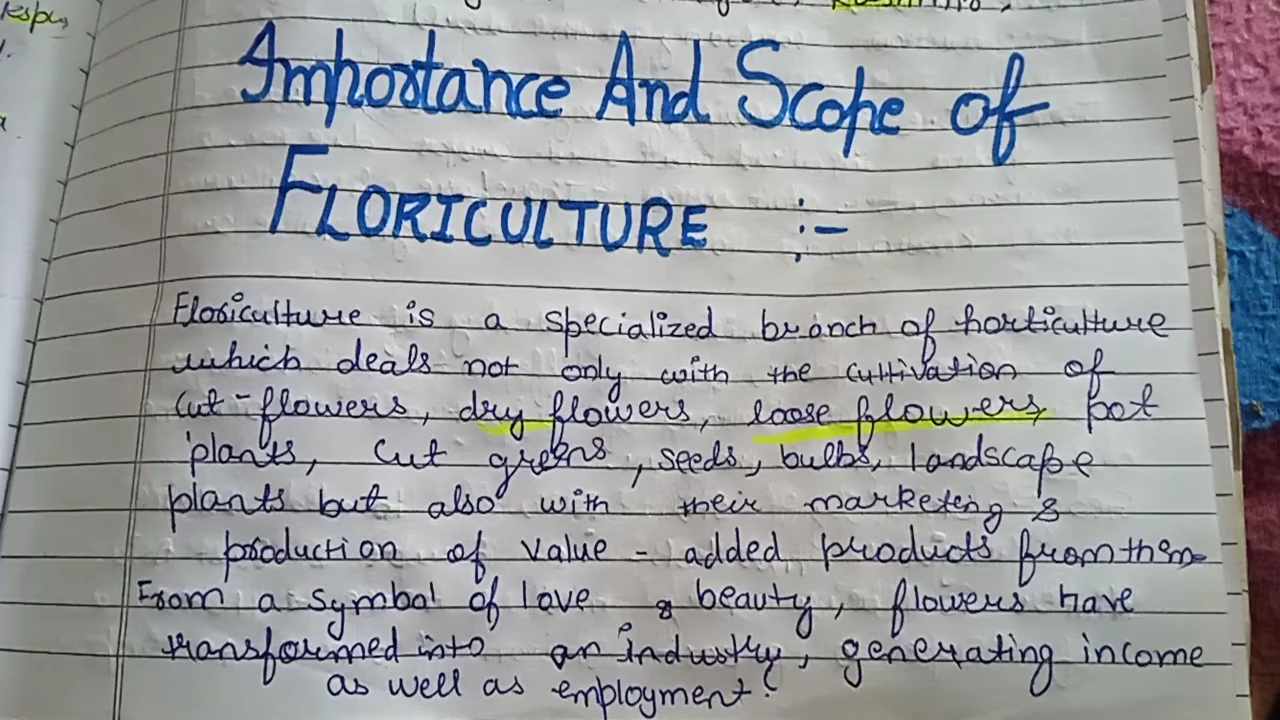 Importance And Scope of
FLORICULTURE :-
Floriculture is a specialized branch of horticulture
which deals not only with the cultivation of
cut-flowers, dry flowers, loose flowers, pot
plants, cut greens, seeds, bulbs, landscape
plants but also with their marketing &
production of value-added products from them.
From a symbol of love & beauty, flowers have
transformed into an industry, generating income
as well as employment.